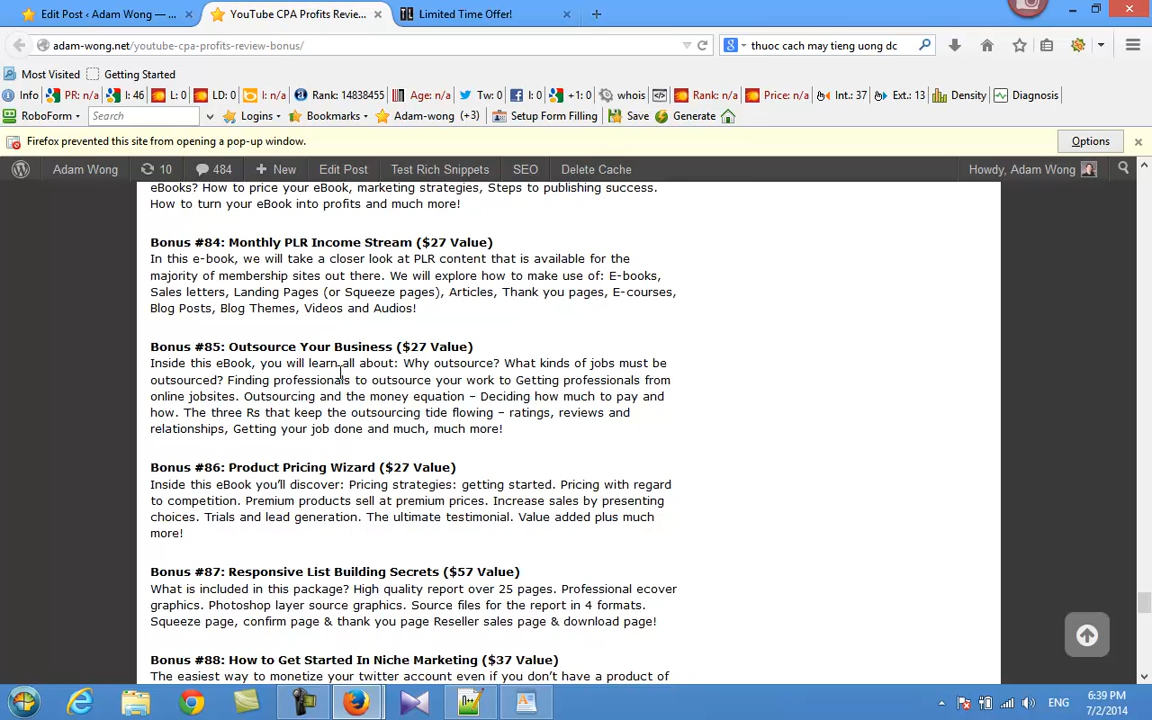 Edit Post ‹ Adam Wong — ...
YouTube CPA Profits Revie...
Limited Time Offer!
adam-wong.net/youtube-cpa-profits-review-bonus/
thuoc cach may tieng uong dc
Most Visited
Getting Started
Info
PR: n/a
I: 46
L: 0
LD: 0
I: n/a
Rank: 14838455
Age: n/a
Tw: 0
I: 0
+1: 0
whois
Rank: n/a
Price: n/a
Int.: 37
Ext.: 13
Density
Diagnosis
RoboForm
Search
Logins
Bookmarks
Adam-wong (+3)
Setup Form Filling
Save
Generate
Firefox prevented this site from opening a pop-up window.
Options
Adam Wong
10
484
New
Edit Post
Test Rich Snippets
SEO
Delete Cache
Howdy, Adam Wong
eBooks? How to price your eBook, marketing strategies, Steps to publishing success.
How to turn your eBook into profits and much more!
Bonus #84: Monthly PLR Income Stream ($27 Value)
In this e-book, we will take a closer look at PLR content that is available for the
majority of membership sites out there. We will explore how to make use of: E-books,
Sales letters, Landing Pages (or Squeeze pages), Articles, Thank you pages, E-courses,
Blog Posts, Blog Themes, Videos and Audios!
Bonus #85: Outsource Your Business ($27 Value)
Inside this eBook, you will learn all about: Why outsource? What kinds of jobs must be
outsourced? Finding professionals to outsource your work to Getting professionals from
online jobsites. Outsourcing and the money equation – Deciding how much to pay and
how. The three Rs that keep the outsourcing tide flowing – ratings, reviews and
relationships, Getting your job done and much, much more!
Bonus #86: Product Pricing Wizard ($27 Value)
Inside this eBook you'll discover: Pricing strategies: getting started. Pricing with regard
to competition. Premium products sell at premium prices. Increase sales by presenting
choices. Trials and lead generation. The ultimate testimonial. Value added plus much
more!
Bonus #87: Responsive List Building Secrets ($57 Value)
What is included in this package? High quality report over 25 pages. Professional ecover
graphics. Photoshop layer source graphics. Source files for the report in 4 formats.
Squeeze page, confirm page & thank you page Reseller sales page & download page!
Bonus #88: How to Get Started In Niche Marketing ($37 Value)
The easiest way to monetize your twitter account even if you don't have a product of
ENG
6:39 PM
7/2/2014